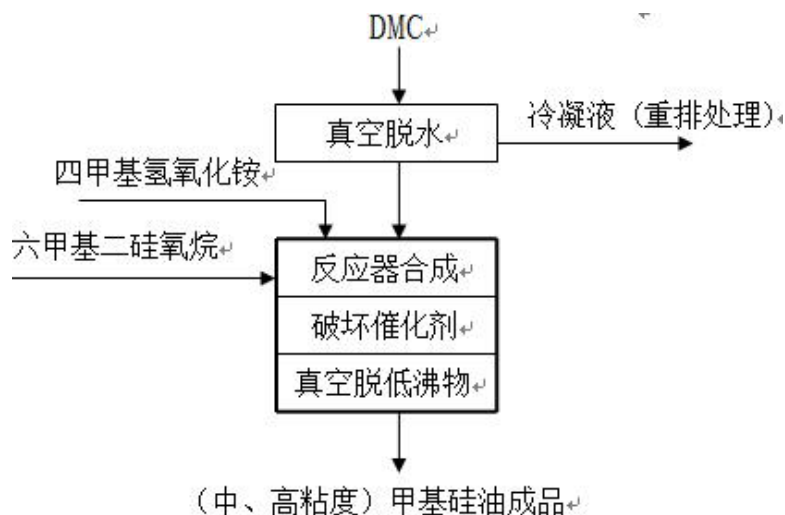 DMC
真空脱水
冷凝液（重排处理）
四甲基氢氧化铵
六甲基二硅氧烷
反应器合成
破坏催化剂
真空脱低沸物
（中、高粘度）甲基硅油成品